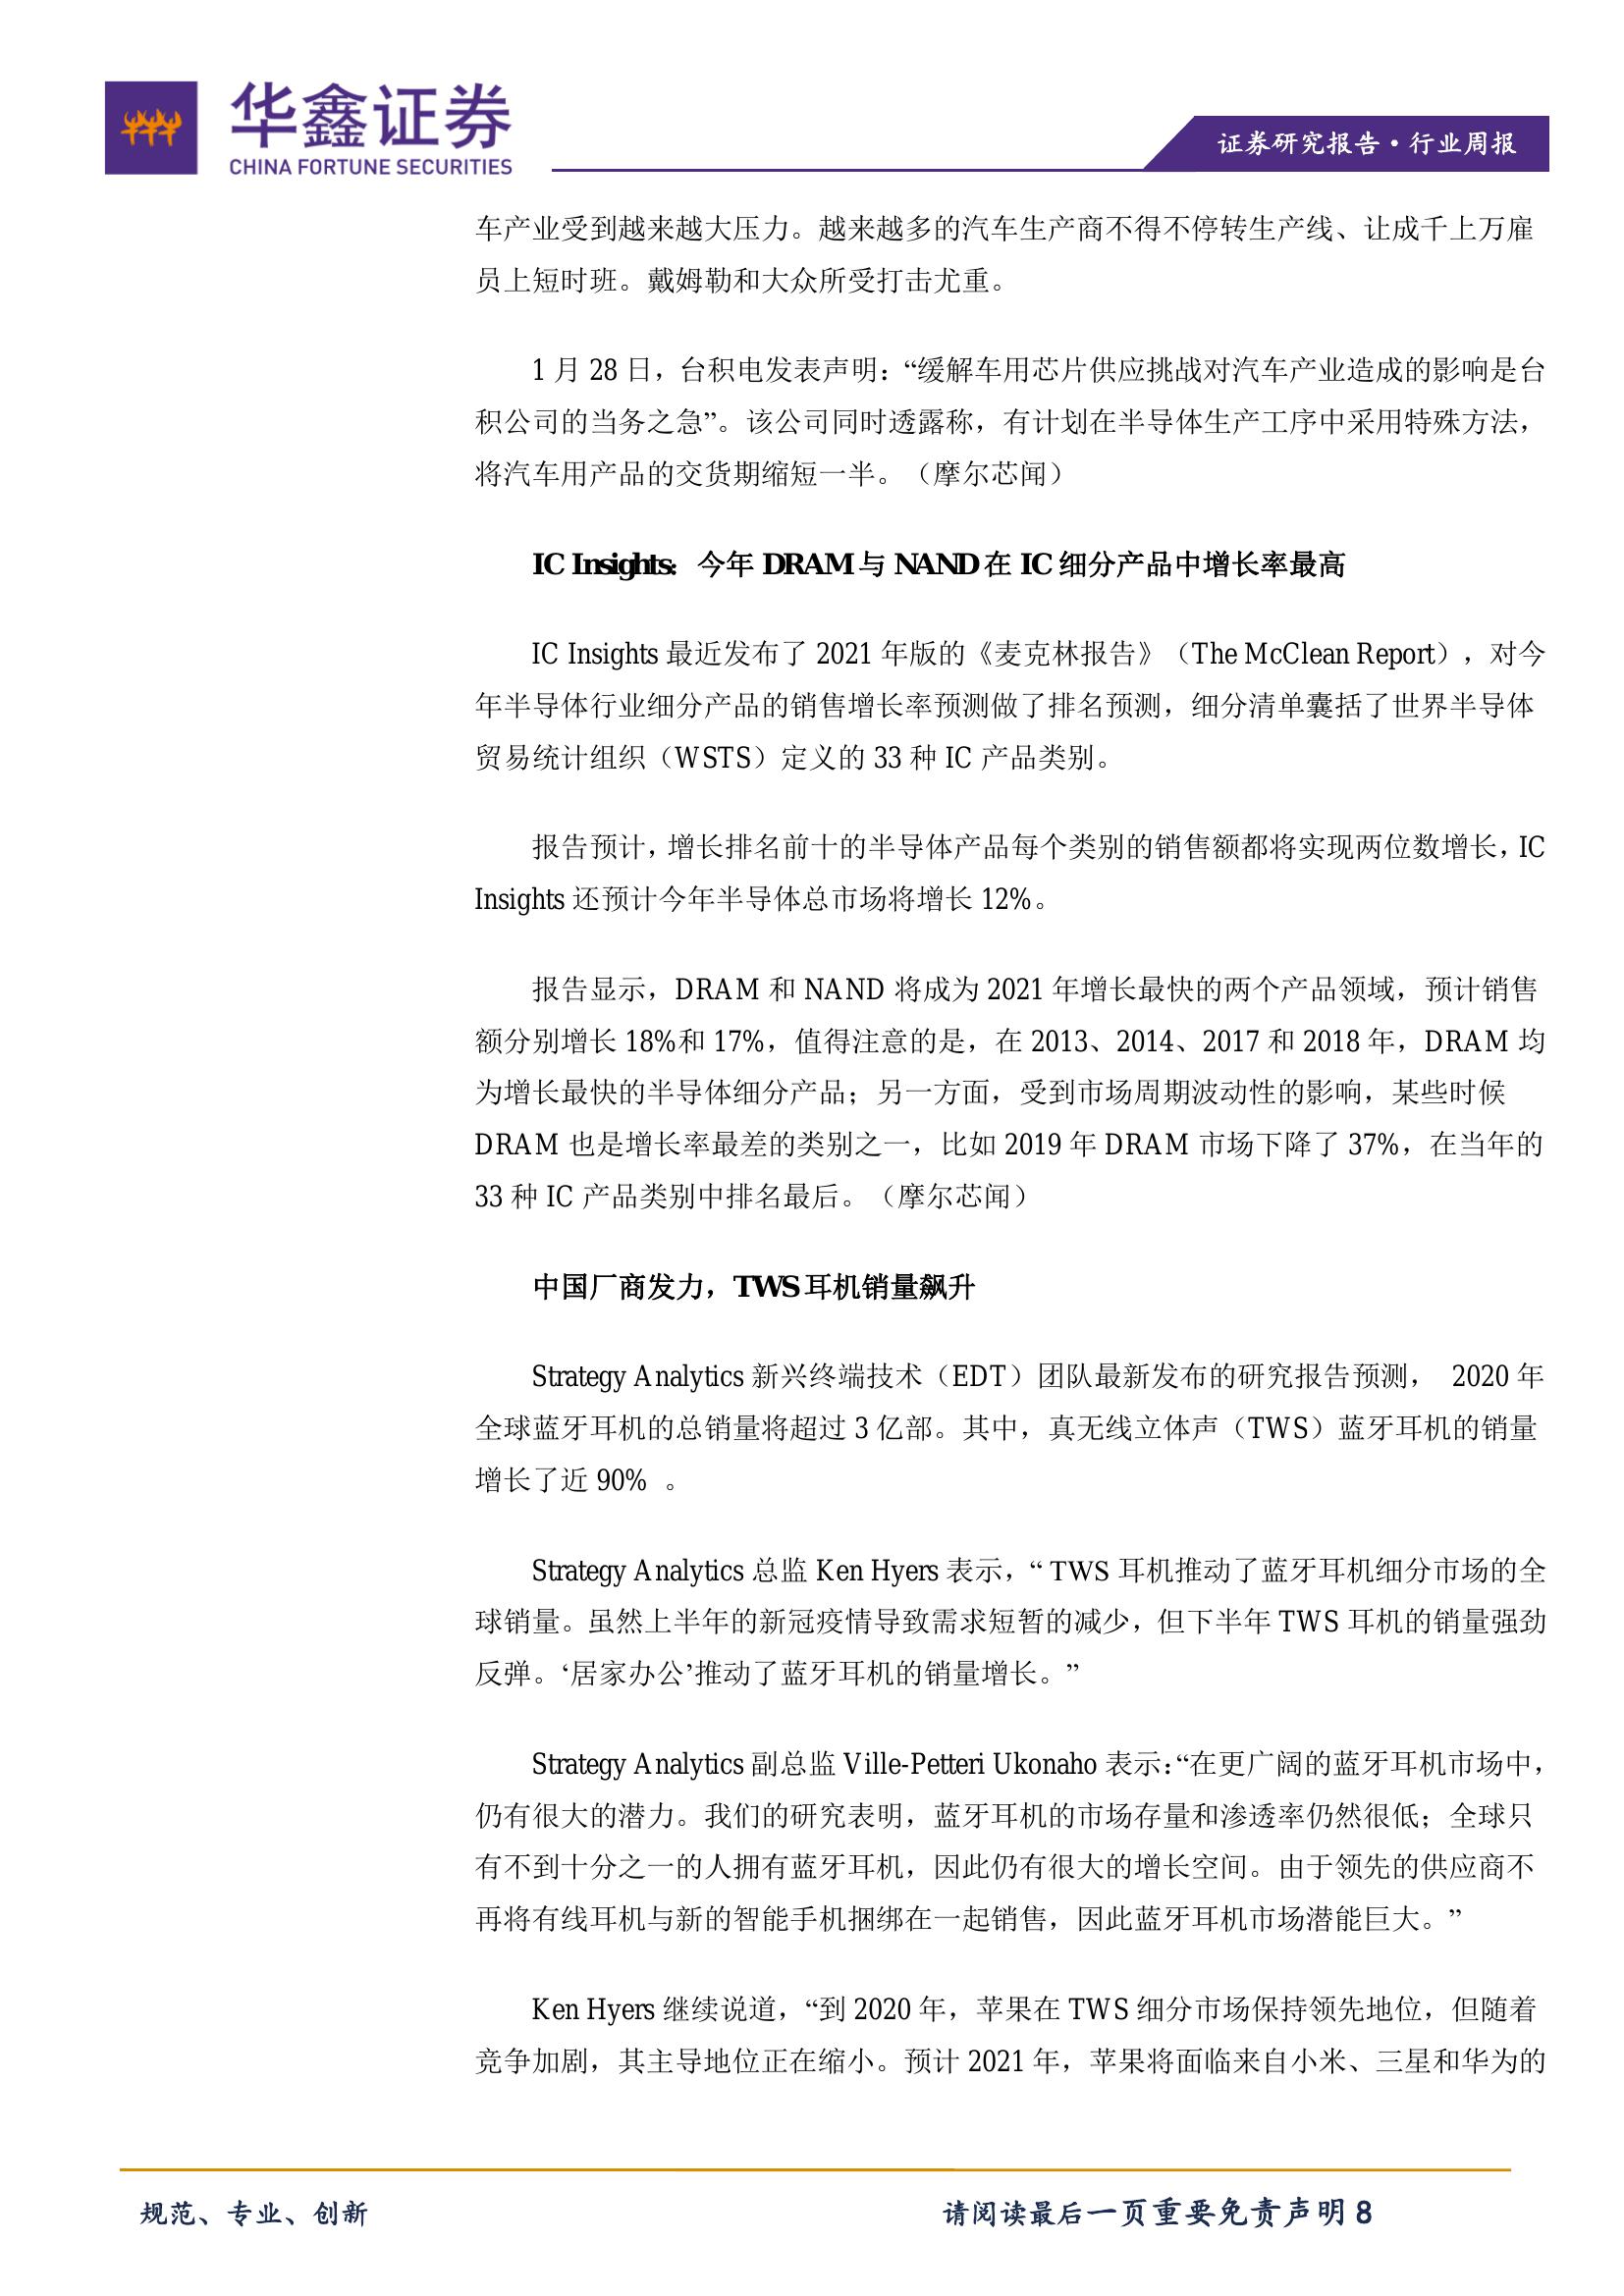 华鑫证券
CHINA FORTUNE SECURITIES
证券研究报告·行业周报
车产业受到越来越大压力。越来越多的汽车生产商不得不停转生产线、让成千上万雇
员上短时班。戴姆勒和大众所受打击尤重。
1 月 28 日，台积电发表声明：“缓解车用芯片供应挑战对汽车产业造成的影响是台
积公司的当务之急”。该公司同时透露称，有计划在半导体生产工序中采用特殊方法，
将汽车用产品的交货期缩短一半。（摩尔芯闻）
IC Insights：今年 DRAM 与 NAND 在 IC 细分产品中增长率最高
IC Insights 最近发布了 2021 年版的《麦克林报告》（The McClean Report），对今
年半导体行业细分产品的销售增长率预测做了排名预测，细分清单囊括了世界半导体
贸易统计组织（WSTS）定义的 33 种 IC 产品类别。
报告预计，增长排名前十的半导体产品每个类别的销售额都将实现两位数增长，IC
Insights 还预计今年半导体总市场将增长 12%。
报告显示，DRAM 和 NAND 将成为 2021 年增长最快的两个产品领域，预计销售
额分别增长 18%和 17%，值得注意的是，在 2013、2014、2017 和 2018 年，DRAM 均
为增长最快的半导体细分产品；另一方面，受到市场周期波动性的影响，某些时候
DRAM 也是增长率最差的类别之一，比如 2019 年 DRAM 市场下降了 37%，在当年的
33 种 IC 产品类别中排名最后。（摩尔芯闻）
中国厂商发力，TWS 耳机销量飙升
Strategy Analytics 新兴终端技术（EDT）团队最新发布的研究报告预测， 2020 年
全球蓝牙耳机的总销量将超过 3 亿部。其中，真无线立体声（TWS）蓝牙耳机的销量
增长了近 90% 。
Strategy Analytics 总监 Ken Hyers 表示，“ TWS 耳机推动了蓝牙耳机细分市场的全
球销量。虽然上半年的新冠疫情导致需求短暂的减少，但下半年 TWS 耳机的销量强劲
反弹。‘居家办公’推动了蓝牙耳机的销量增长。”
Strategy Analytics 副总监 Ville-Petteri Ukonaho 表示：“在更广阔的蓝牙耳机市场中，
仍有很大的潜力。我们的研究表明，蓝牙耳机的市场存量和渗透率仍然很低；全球只
有不到十分之一的人拥有蓝牙耳机，因此仍有很大的增长空间。由于领先的供应商不
再将有线耳机与新的智能手机捆绑在一起销售，因此蓝牙耳机市场潜能巨大。”
Ken Hyers 继续说道，“到 2020 年，苹果在 TWS 细分市场保持领先地位，但随着
竞争加剧，其主导地位正在缩小。预计 2021 年，苹果将面临来自小米、三星和华为的
规范、专业、创新
请阅读最后一页重要免责声明 8